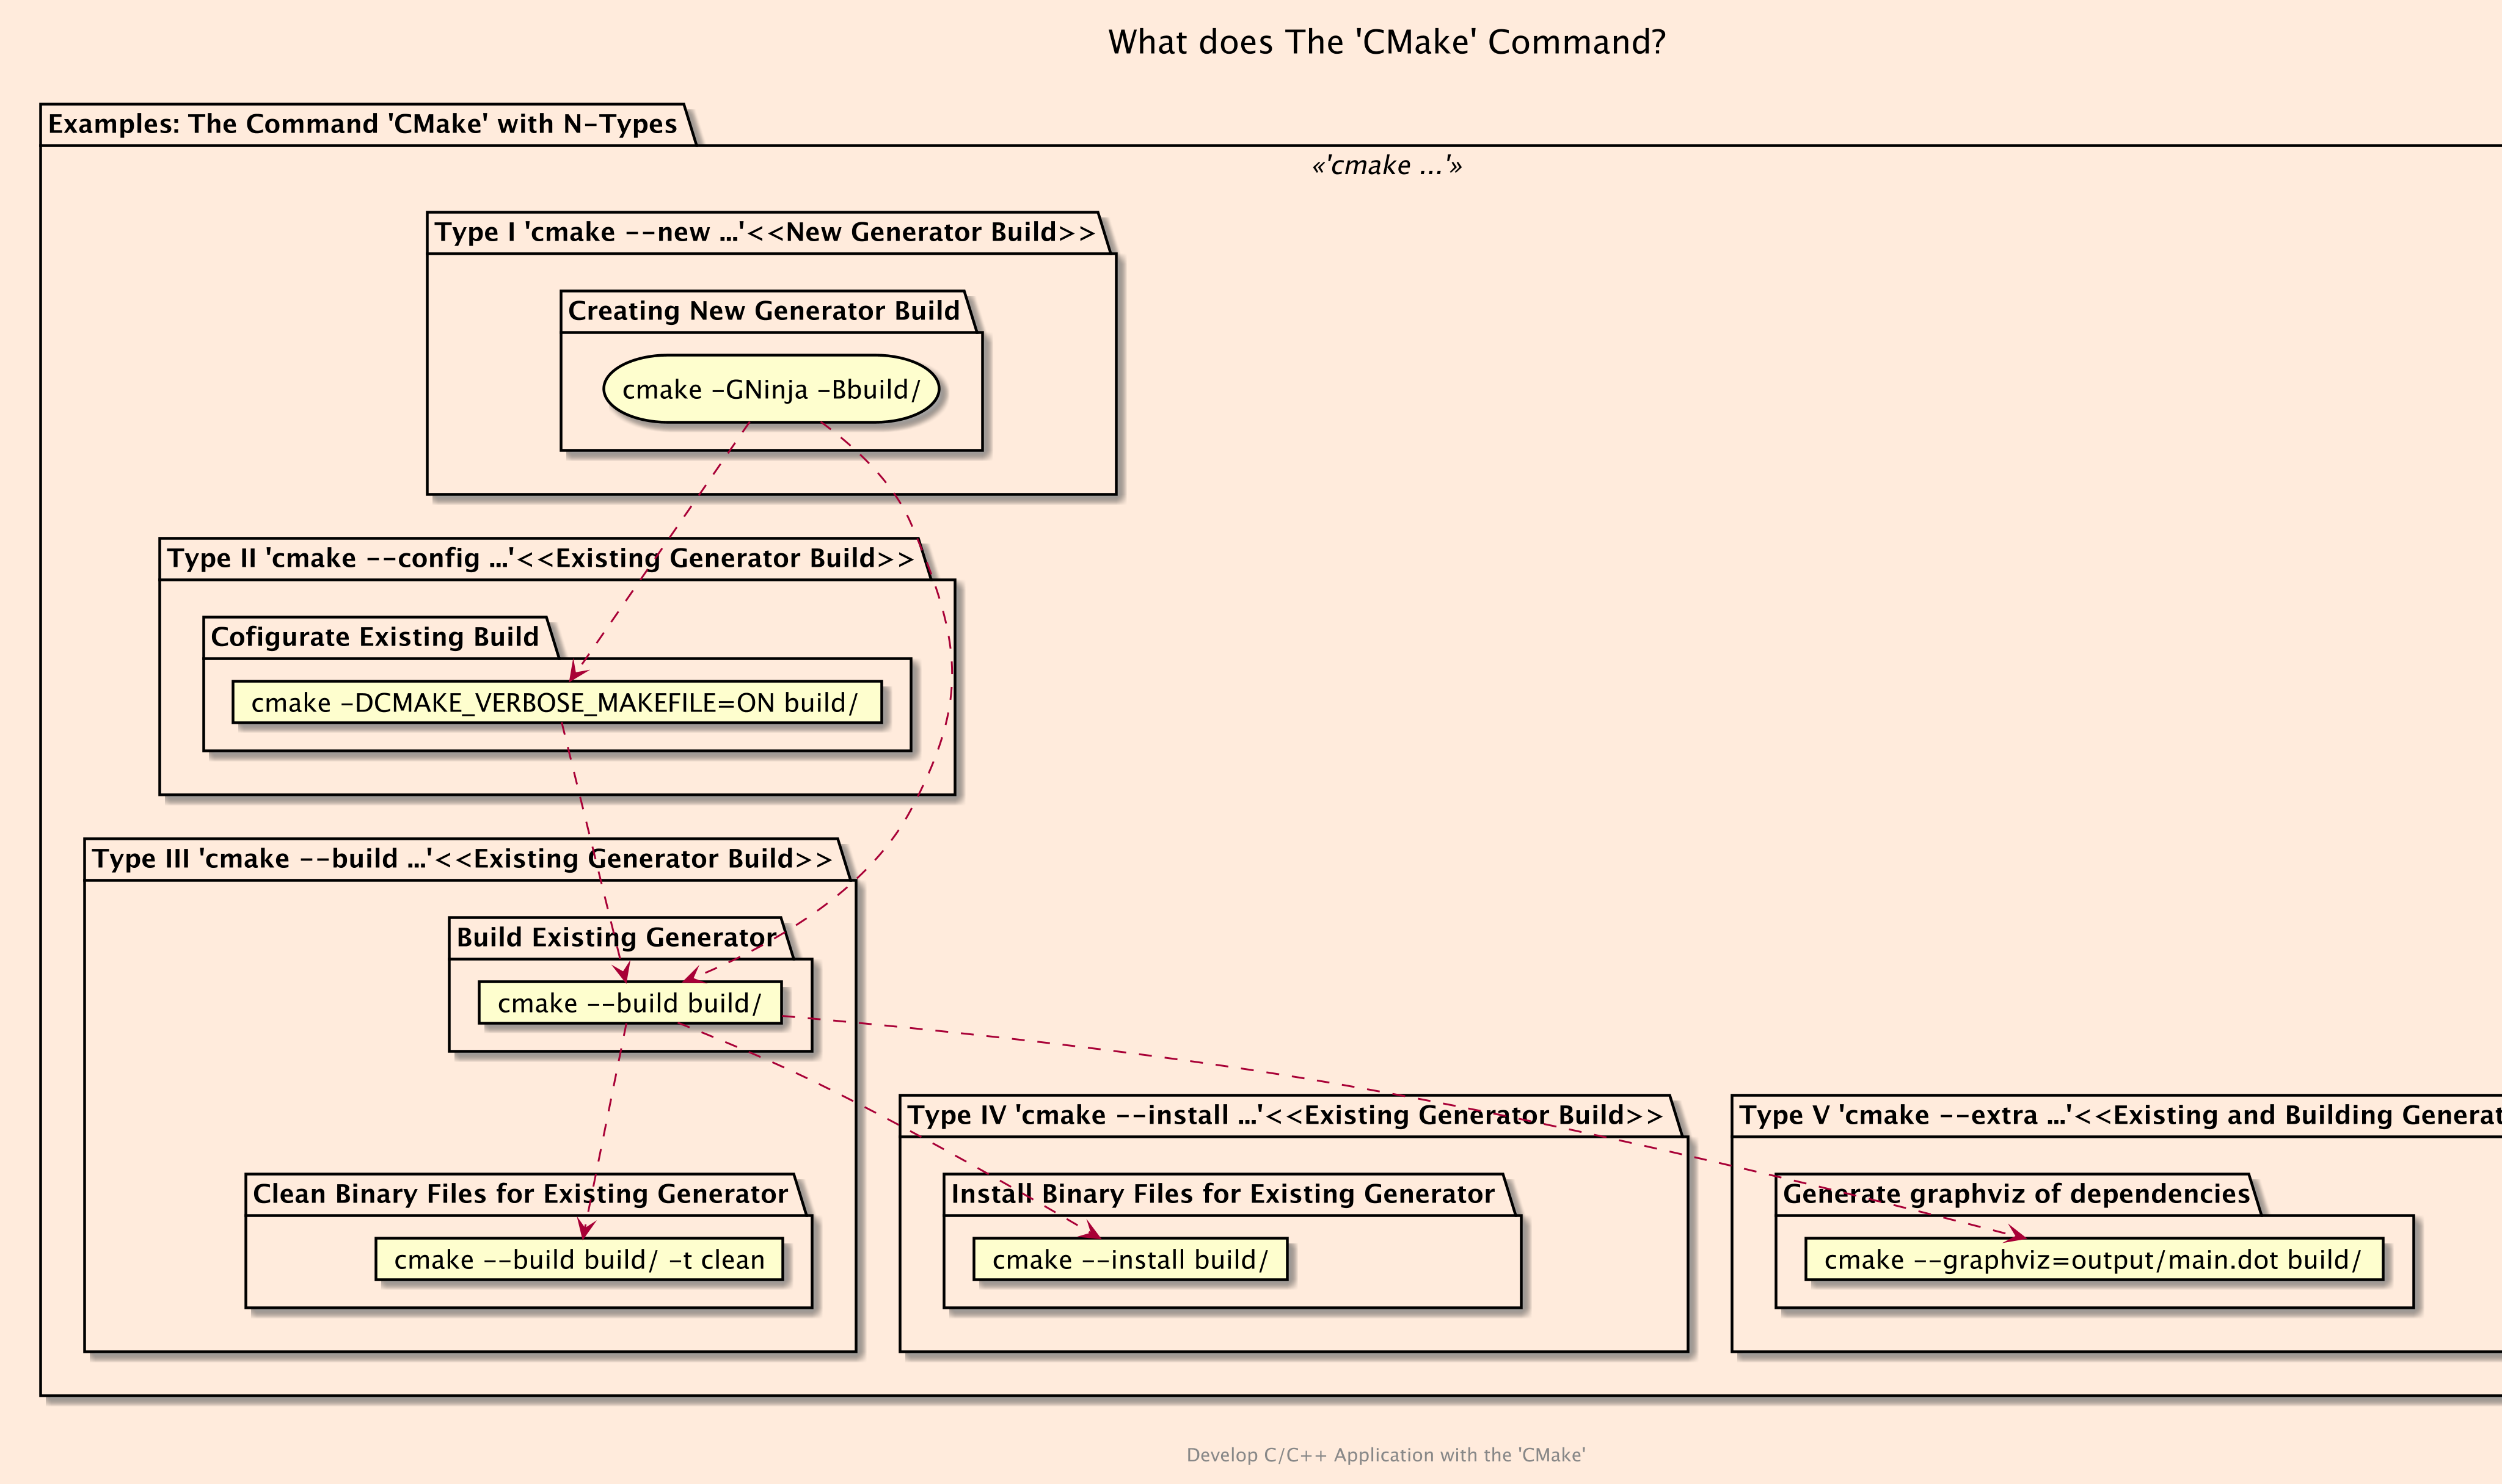 What does The 'CMake' Command?
Examples: The Command 'CMake' with N-Types
«'cmake ...'»
Type I 'cmake --new ...'<<New Generator Build>>
Creating New Generator Build
cmake -GNinja -Bbuild/
Type II 'cmake --config ...'<<Existing Generator Build>>
Cofigurate Existing Build
cmake -DCMAKE_VERBOSE_MAKEFILE=ON build/
Type III 'cmake --build ...'<<Existing Generator Build>>
Build Existing Generator
cmake --build build/
Type IV 'cmake --install ...'<<Existing Generator Build>>
Type V 'cmake --extra ...'<<Existing and Building
Clean Binary Files for Existing Generator
Install Binary Files for Existing Generator
Generate graphviz of dependencies
cmake --build build/ -t clean
cmake --install build/
cmake --graphviz=output/main.dot build/
Develop C/C++ Application with the 'CMake'